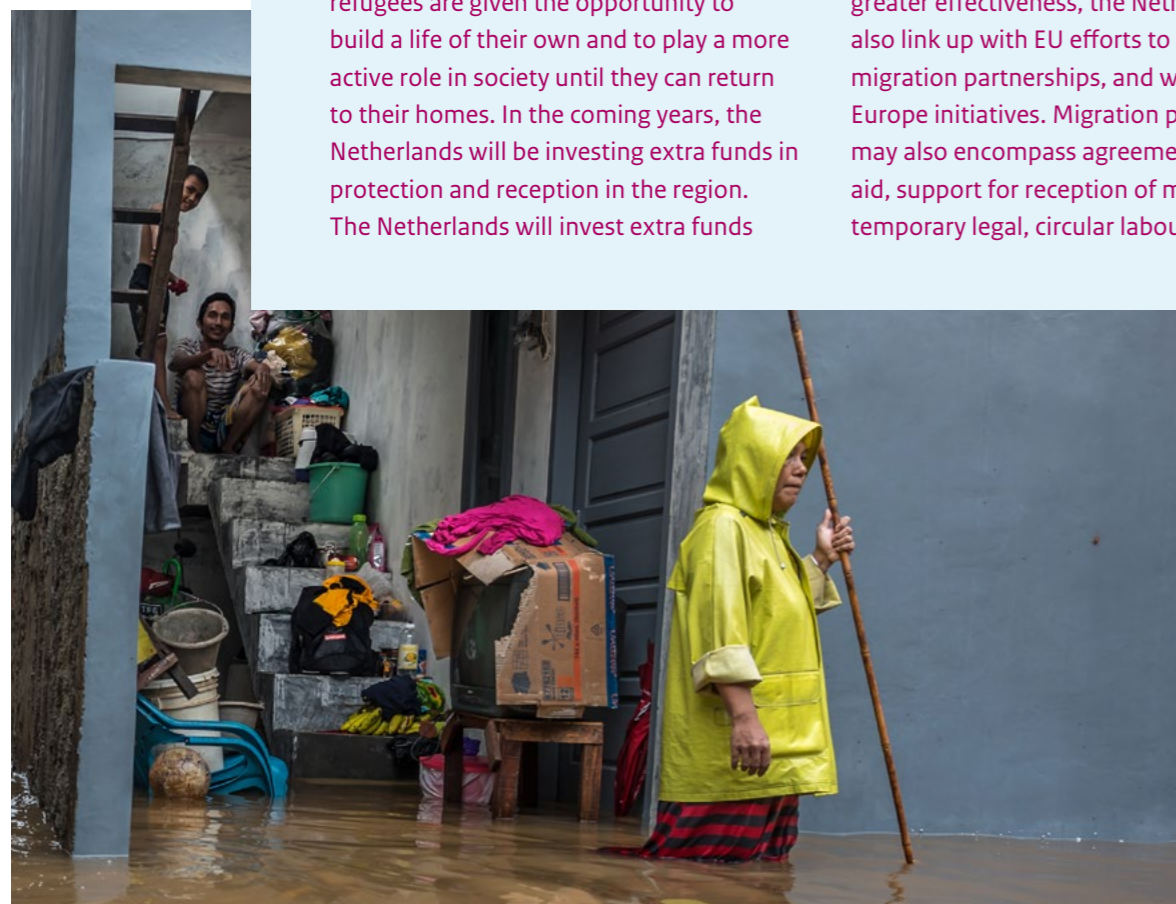 refugees are given the opportunity to
build a life of their own and to play a more
active role in society until they can return
to their homes. In the coming years, the
Netherlands will be investing extra funds in
protection and reception in the region.
The Netherlands will invest extra funds
greater effectiveness, the
also link up with EU efforts to
migration partnerships, and
Europe initiatives. Migration
may also encompass
aid, support for reception of
temporary legal, circular